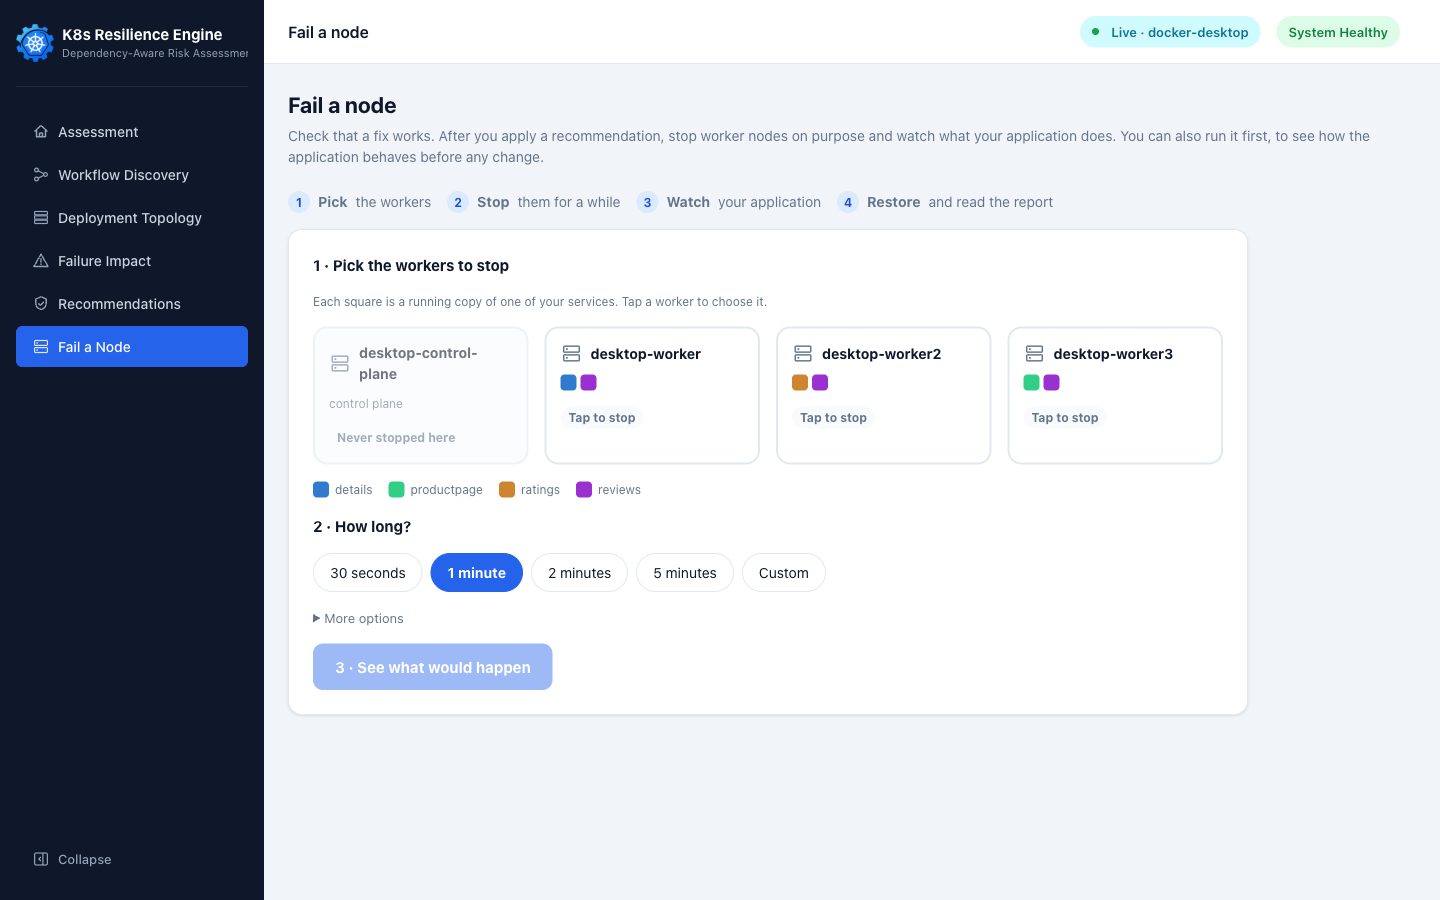 K8s Resilience Engine
Dependency-Aware Risk Assessmen
Assessment
Workflow Discovery
Deployment Topology
Failure Impact
Recommendations
Fail a Node
Collapse
Fail a node
Live · docker-desktop
System Healthy
Fail a node
Check that a fix works. After you apply a recommendation, stop worker nodes on purpose and watch what your application does. You can also run it first, to see how the
application behaves before any change.
1 Pick the workers 2 Stop them for a while 3 Watch your application 4 Restore and read the report
1 · Pick the workers to stop
Each square is a running copy of one of your services. Tap a worker to choose it.
desktop-control-
plane
control plane
Never stopped here
desktop-worker
Tap to stop
desktop-worker2
Tap to stop
desktop-worker3
Tap to stop
details productpage ratings reviews
2 · How long?
30 seconds 1 minute 2 minutes 5 minutes Custom
More options
3 · See what would happen